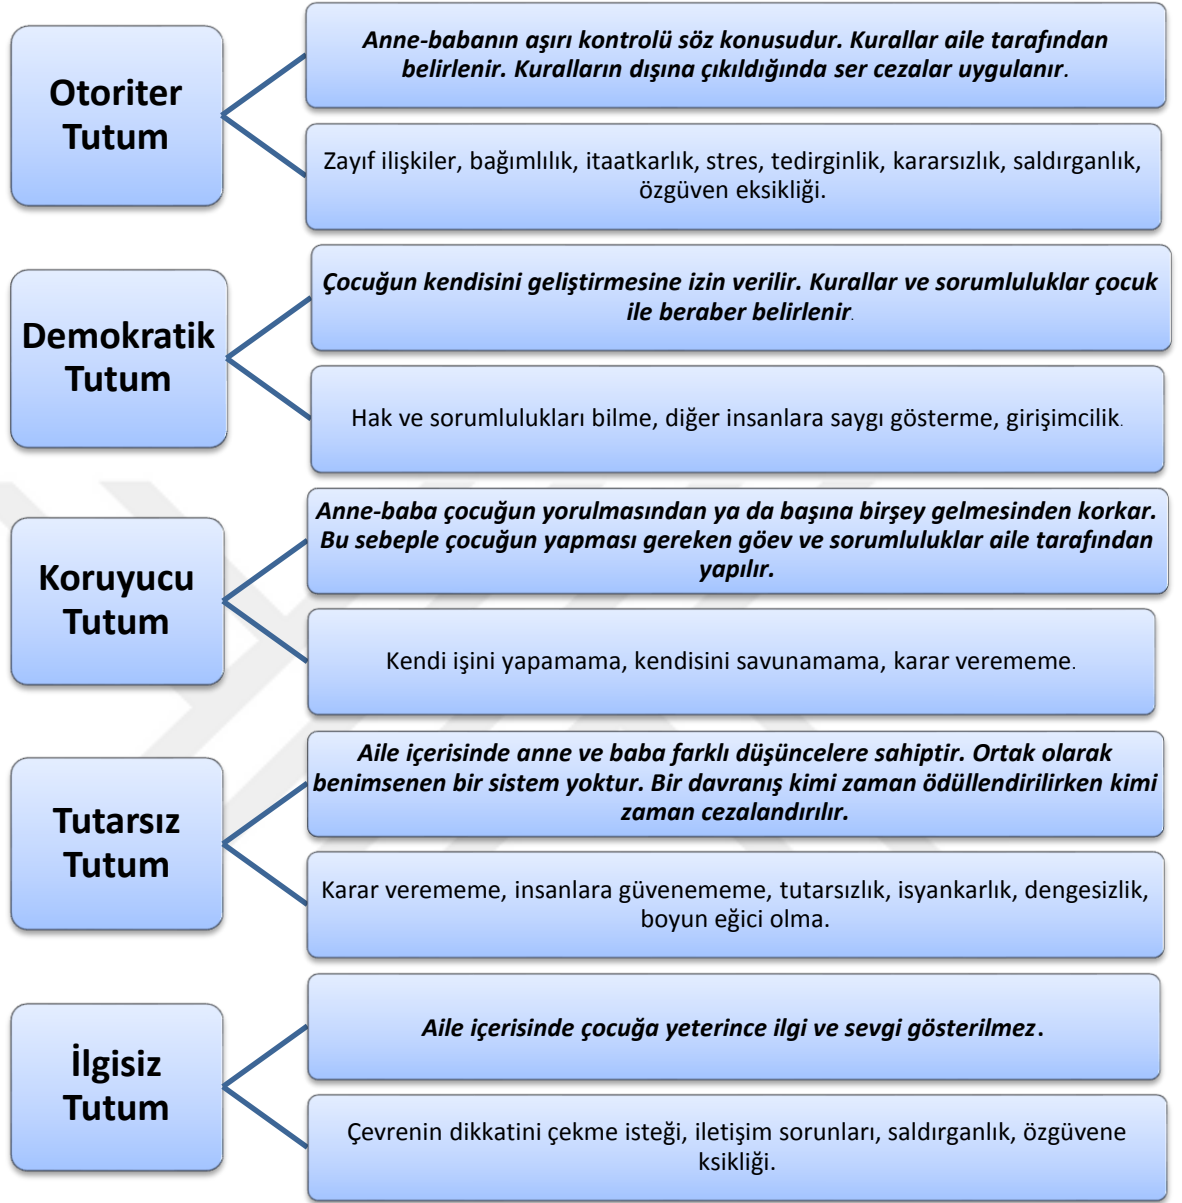 Otoriter
Tutum
Anne-babanın aşırı kontrolü söz konusudur. Kurallar aile tarafından
belirlenir. Kuralların dışına çıkıldığında ser cezalar uygulanır.
Zayıf ilişkiler, bağımlılık, itaatkarlık, stres, tedirginlik, kararsızlık, saldırganlık,
özgüven eksikliği.
Demokratik
Tutum
Çocuğun kendisini geliştirmesine izin verilir. Kurallar ve sorumluluklar çocuk
ile beraber belirlenir.
Hak ve sorumlulukları bilme, diğer insanlara saygı gösterme, girişimcilik.
Koruyucu
Tutum
Anne-baba çocuğun yorulmasından ya da başına birşey gelmesinden korkar.
Bu sebeple çocuğun yapması gereken göev ve sorumluluklar aile tarafından
yapılır.
Kendi işini yapamama, kendisini savunamama, karar verememe.
Tutarsız
Tutum
Aile içerisinde anne ve baba farklı düşüncelere sahiptir. Ortak olarak
benimsenen bir sistem yoktur. Bir davranış kimi zaman ödüllendirilirken kimi
zaman cezalandırılır.
Karar verememe, insanlara güvenememe, tutarsızlık, isyankarlık, dengesizlik,
boyun eğici olma.
İlgisiz
Tutum
Aile içerisinde çocuğa yeterince ilgi ve sevgi gösterilmez.
Çevrenin dikkatini çekme isteği, iletişim sorunları, saldırganlık, özgüvene
ksikliği.